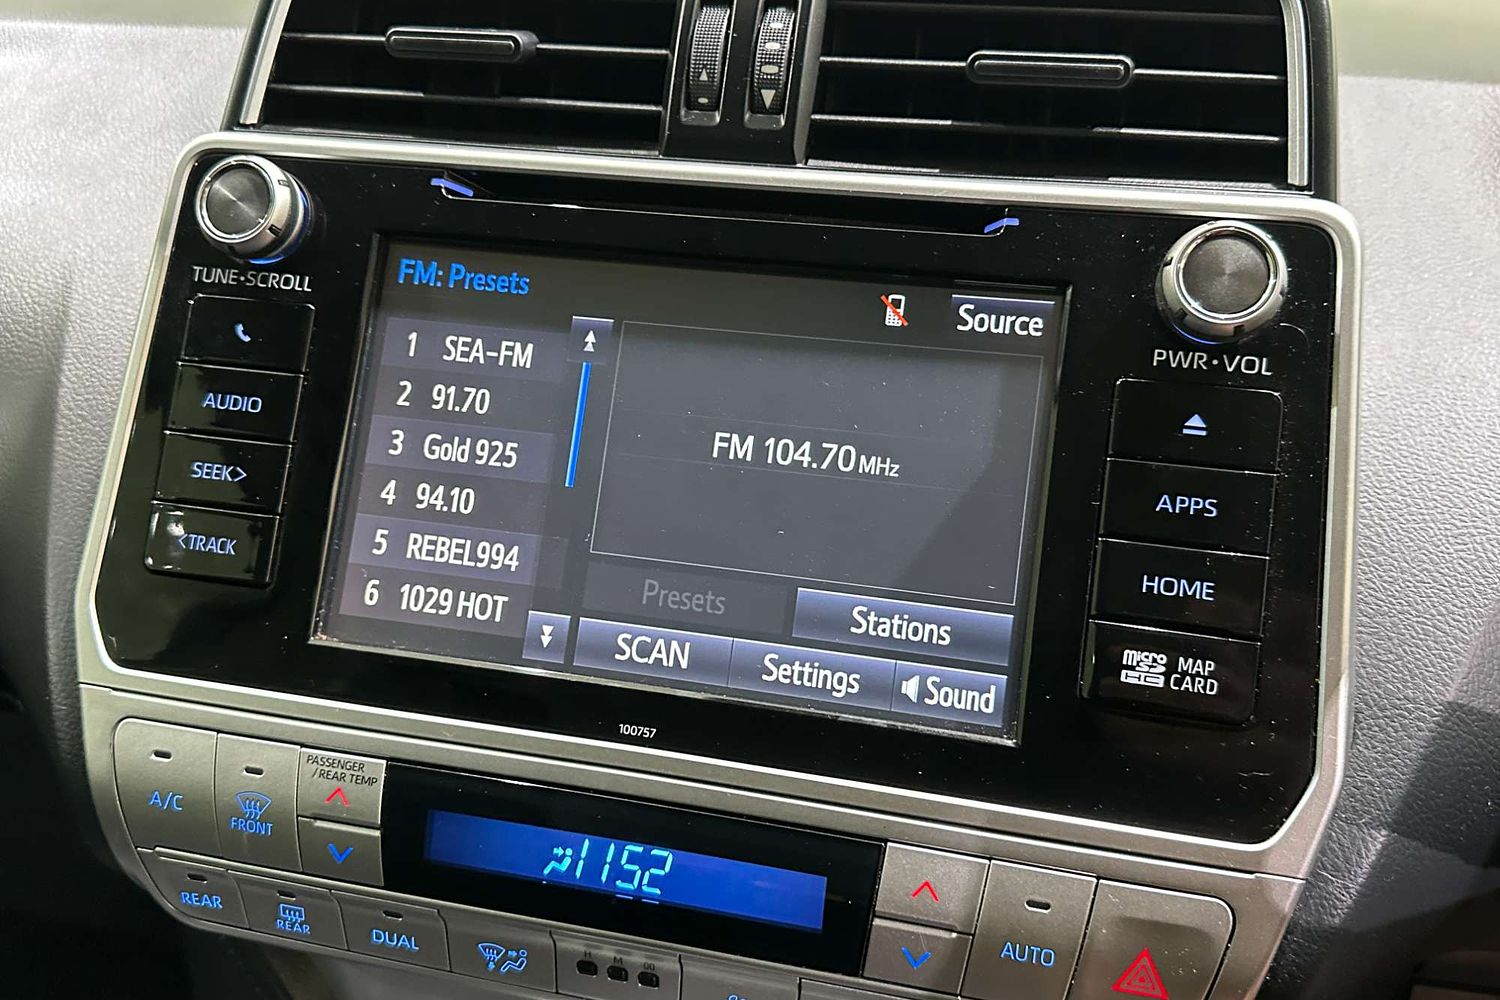 TUNE•SCROLL
AUDIO
SEEK>
<TRACK
FM: Presets
Source
1 SEA-FM
2 91.70
3 Gold 925
4 94.10
5 REBEL994
6 1029 HOT
FM 104.70 MHz
Presets
Stations
SCAN
Settings
Sound
PWR•VOL
APPS
HOME
micro SD HC MAP CARD
100757
A/C
FRONT
PASSENGER
/REAR TEMP
1152
REAR
REAR
DUAL
H M 00
AUTO